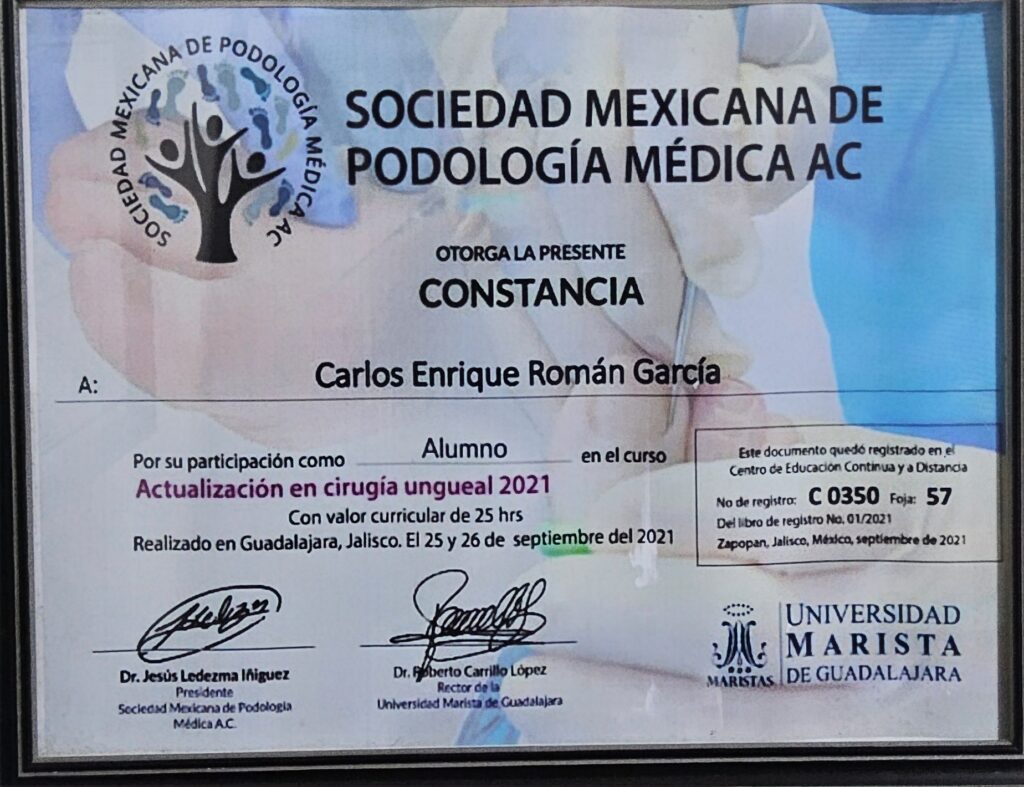 SOCIEDAD MEXICANA DE PODOLOGÍA MÉDICA AC
SOCIEDAD MEXICANA DE
PODOLOGÍA MÉDICA AC
OTORGA LA PRESENTE
CONSTANCIA
A: Carlos Enrique Román García
Por su participación como Alumno en el curso
Actualización en cirugía ungueal 2021
Con valor curricular de 25 hrs
Realizado en Guadalajara, Jalisco. El 25 y 26 de septiembre del 2021
Este documento quedó registrado en el
Centro de Educación Continua y a Distancia
No de registro: C 0350 Foja: 57
Del libro de registro No. 01/2021
Zapopan, Jalisco, México, septiembre de 2021
Dr. Jesús Ledezma Iñiguez
Presidente
Sociedad Mexicana de Podologia
Médica A.C.
Dr. Roberto Carrillo López
Rector de la
Universidad Marista de Guadalajara
MARISTAS
UNIVERSIDAD
MARISTA
DE GUADALAJARA